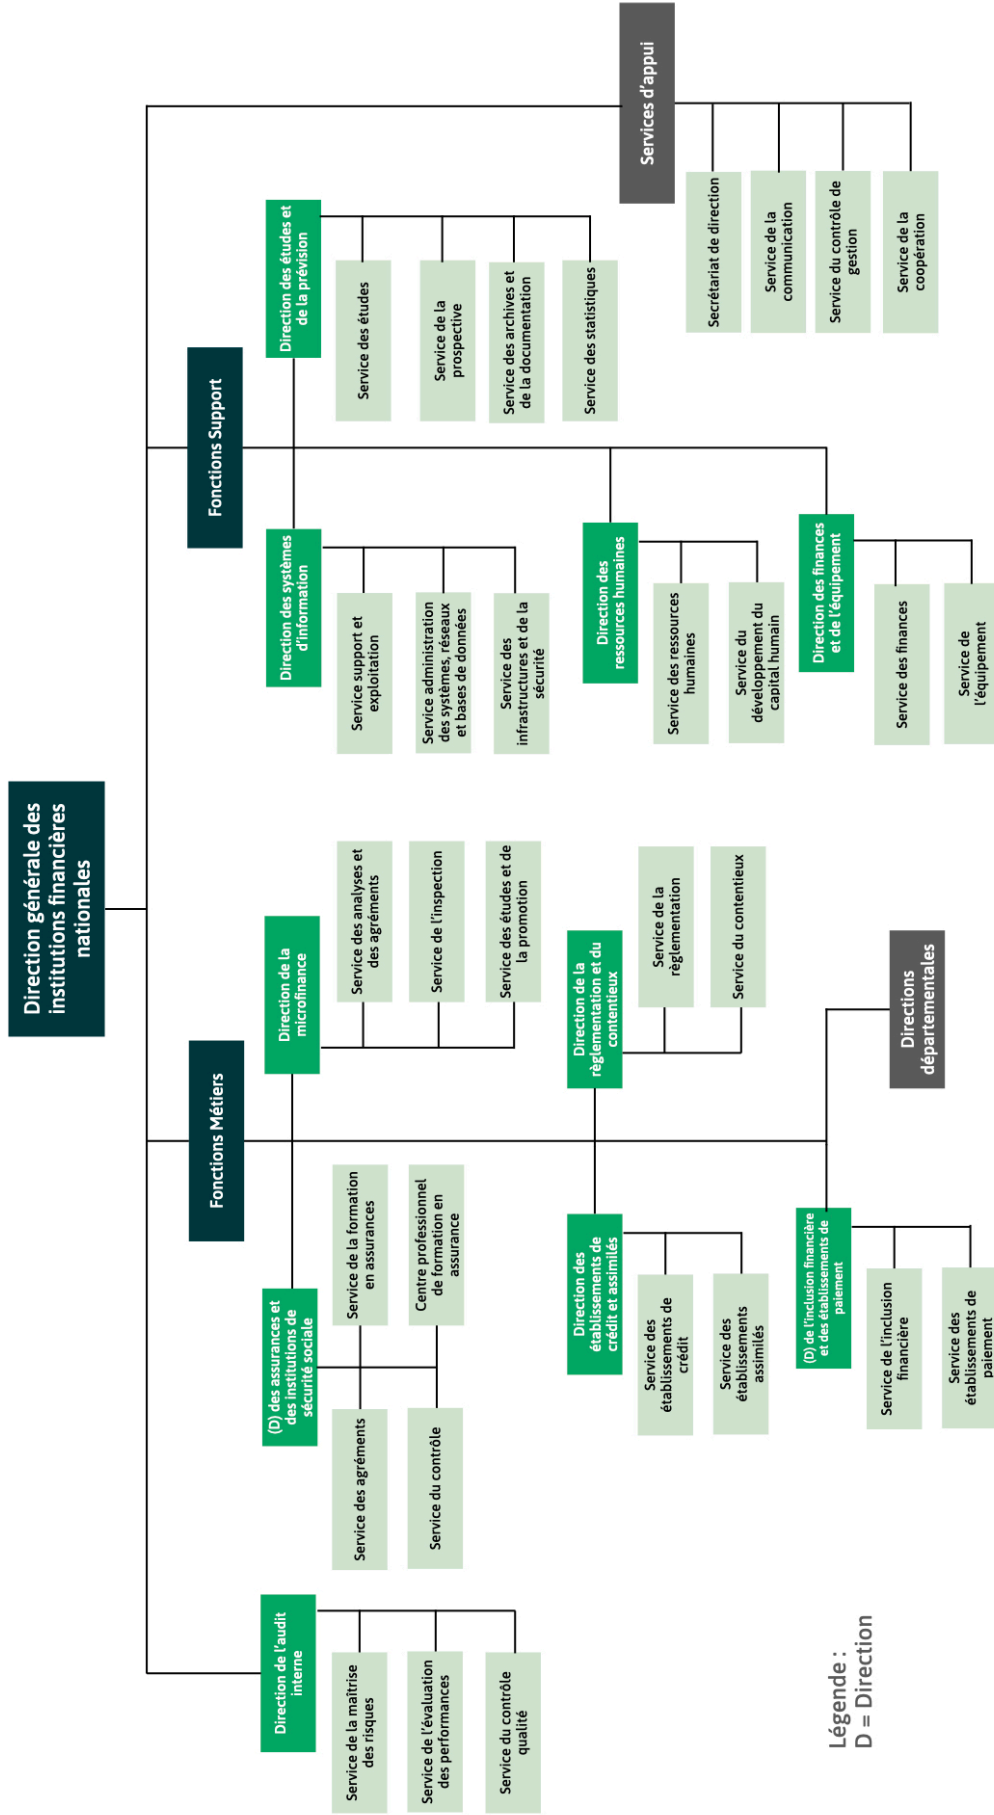 Direction générale des
institutions financières
nationales
Direction de l'audit
interne
Service de la maîtrise
des risques
Service de l'évaluation
des performances
Service du contrôle
qualité
Fonctions Métiers
(D) des assurances et
des institutions de
sécurité sociale
Service des agréments
Service de la formation
en assurances
Service du contrôle
Centre professionnel
de formation en
assurance
Direction de la
microfinance
Service des analyses et
des agréments
Service de l'inspection
Service des études et de
la promotion
Direction des
établissements de
crédit et assimilés
Service des
établissements de
crédit
Service des
établissements
assimilés
Direction de la
règlementation et du
contentieux
Service de la
règlementation
Service du contentieux
(D) de l'inclusion financière
et des établissements de
paiement
Service de l'inclusion
financière
Service des
établissements de
paiement
Directions
départementales
Fonctions Support
Direction des systèmes
d'information
Service support et
exploitation
Service administration
des systèmes, réseaux
et bases de données
Service des
infrastructures et de la
sécurité
Direction des études et
de la prévision
Service des études
Service de la
prospective
Service des archives et
de la documentation
Service des statistiques
Direction des
ressources humaines
Service des ressources
humaines
Service du
développement du
capital humain
Direction des finances
et de l'équipement
Service des finances
Service de
l'équipement
Services d'appui
Secrétariat de direction
Service de la
communication
Service du contrôle de
gestion
Service de la
coopération
Légende :
D = Direction